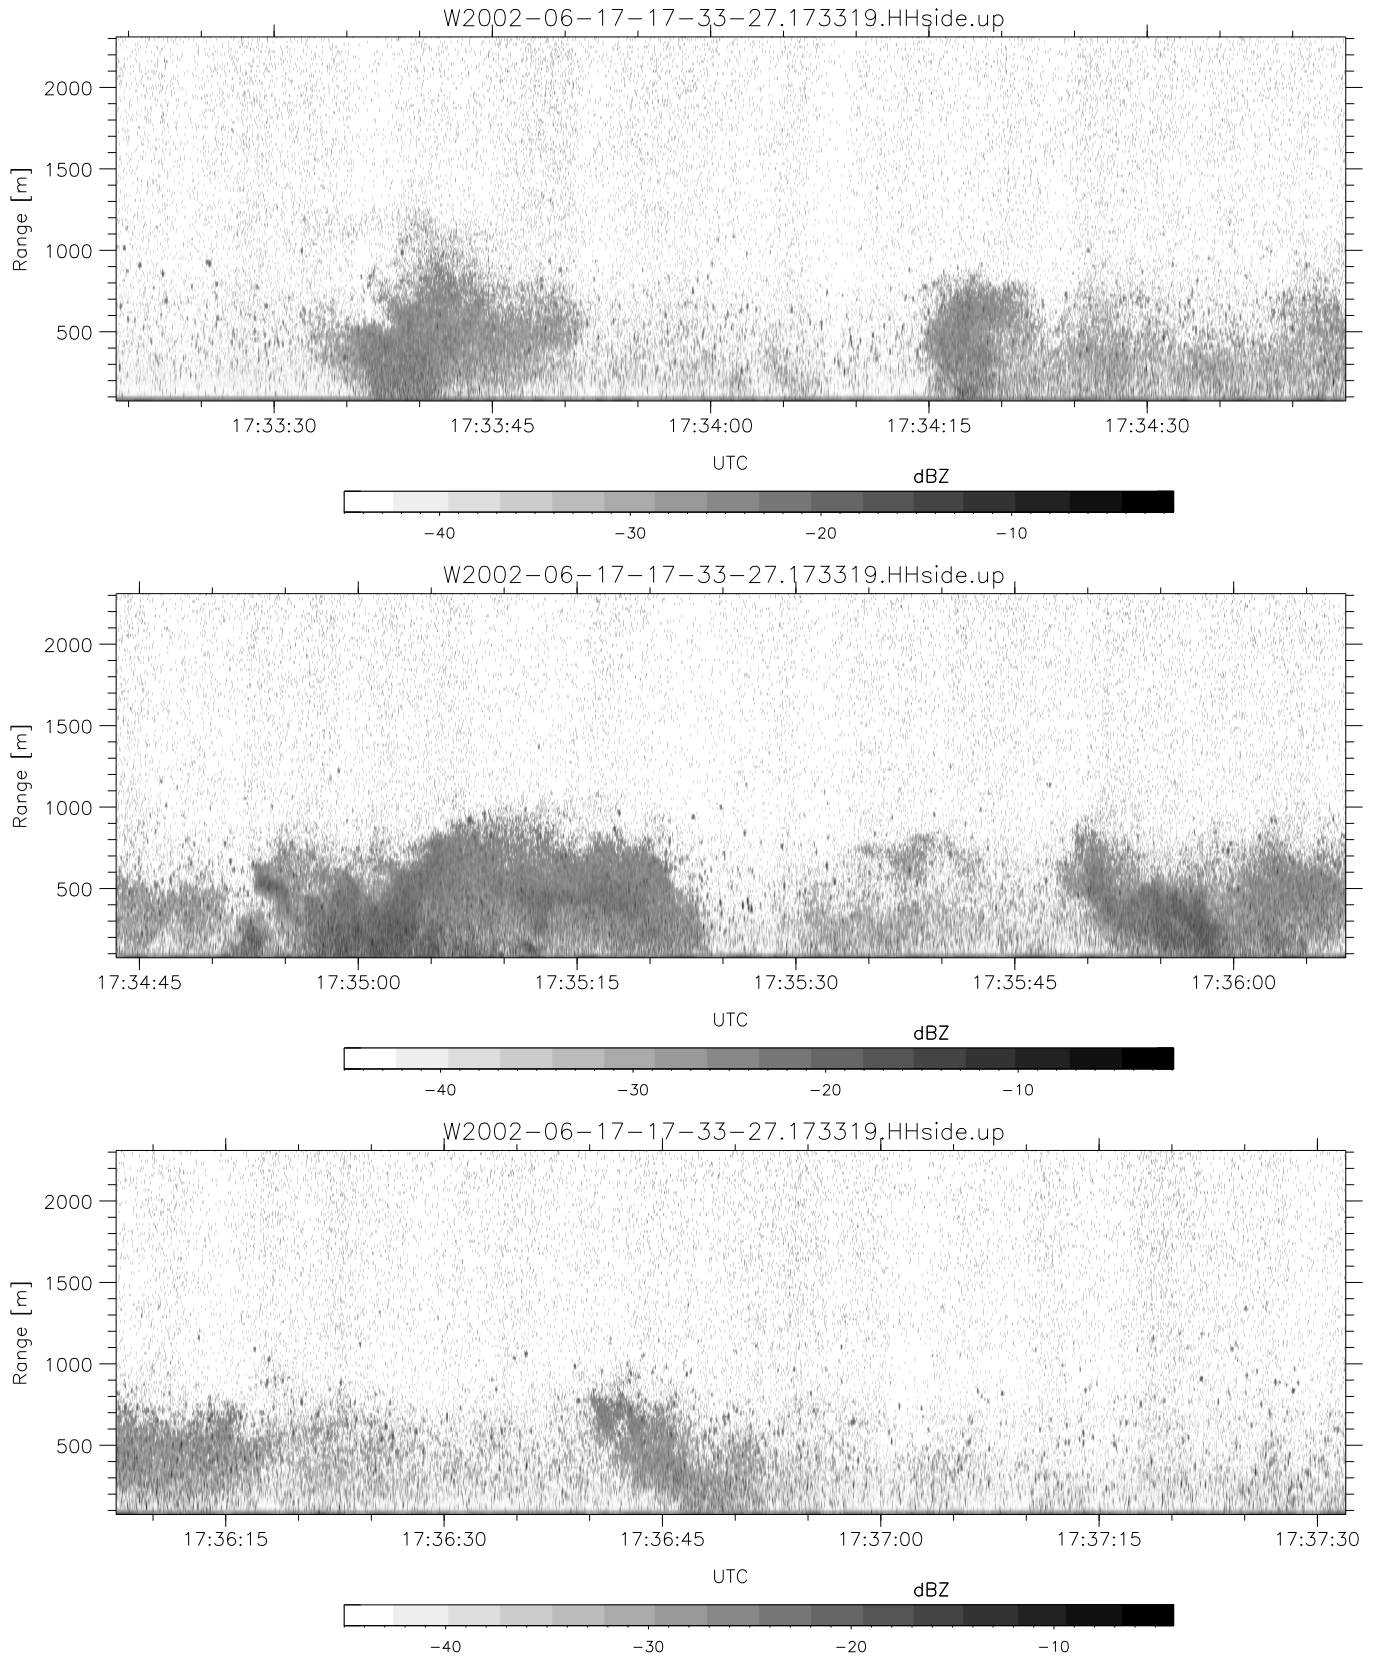 W2002-06-17-17-33-27.173319.HHside.up
2000
1500
1000
500
Range [m]
17:33:30 17:33:45 17:34:00 17:34:15 17:34:30
UTC
dBZ
-40 -30 -20 -10
W2002-06-17-17-33-27.173319.HHside.up
2000
1500
1000
500
Range [m]
17:34:45 17:35:00 17:35:15 17:35:30 17:35:45 17:36:00
UTC
dBZ
-40 -30 -20 -10
W2002-06-17-17-33-27.173319.HHside.up
2000
1500
1000
500
Range [m]
17:36:15 17:36:30 17:36:45 17:37:00 17:37:15 17:37:30
UTC
dBZ
-40 -30 -20 -10